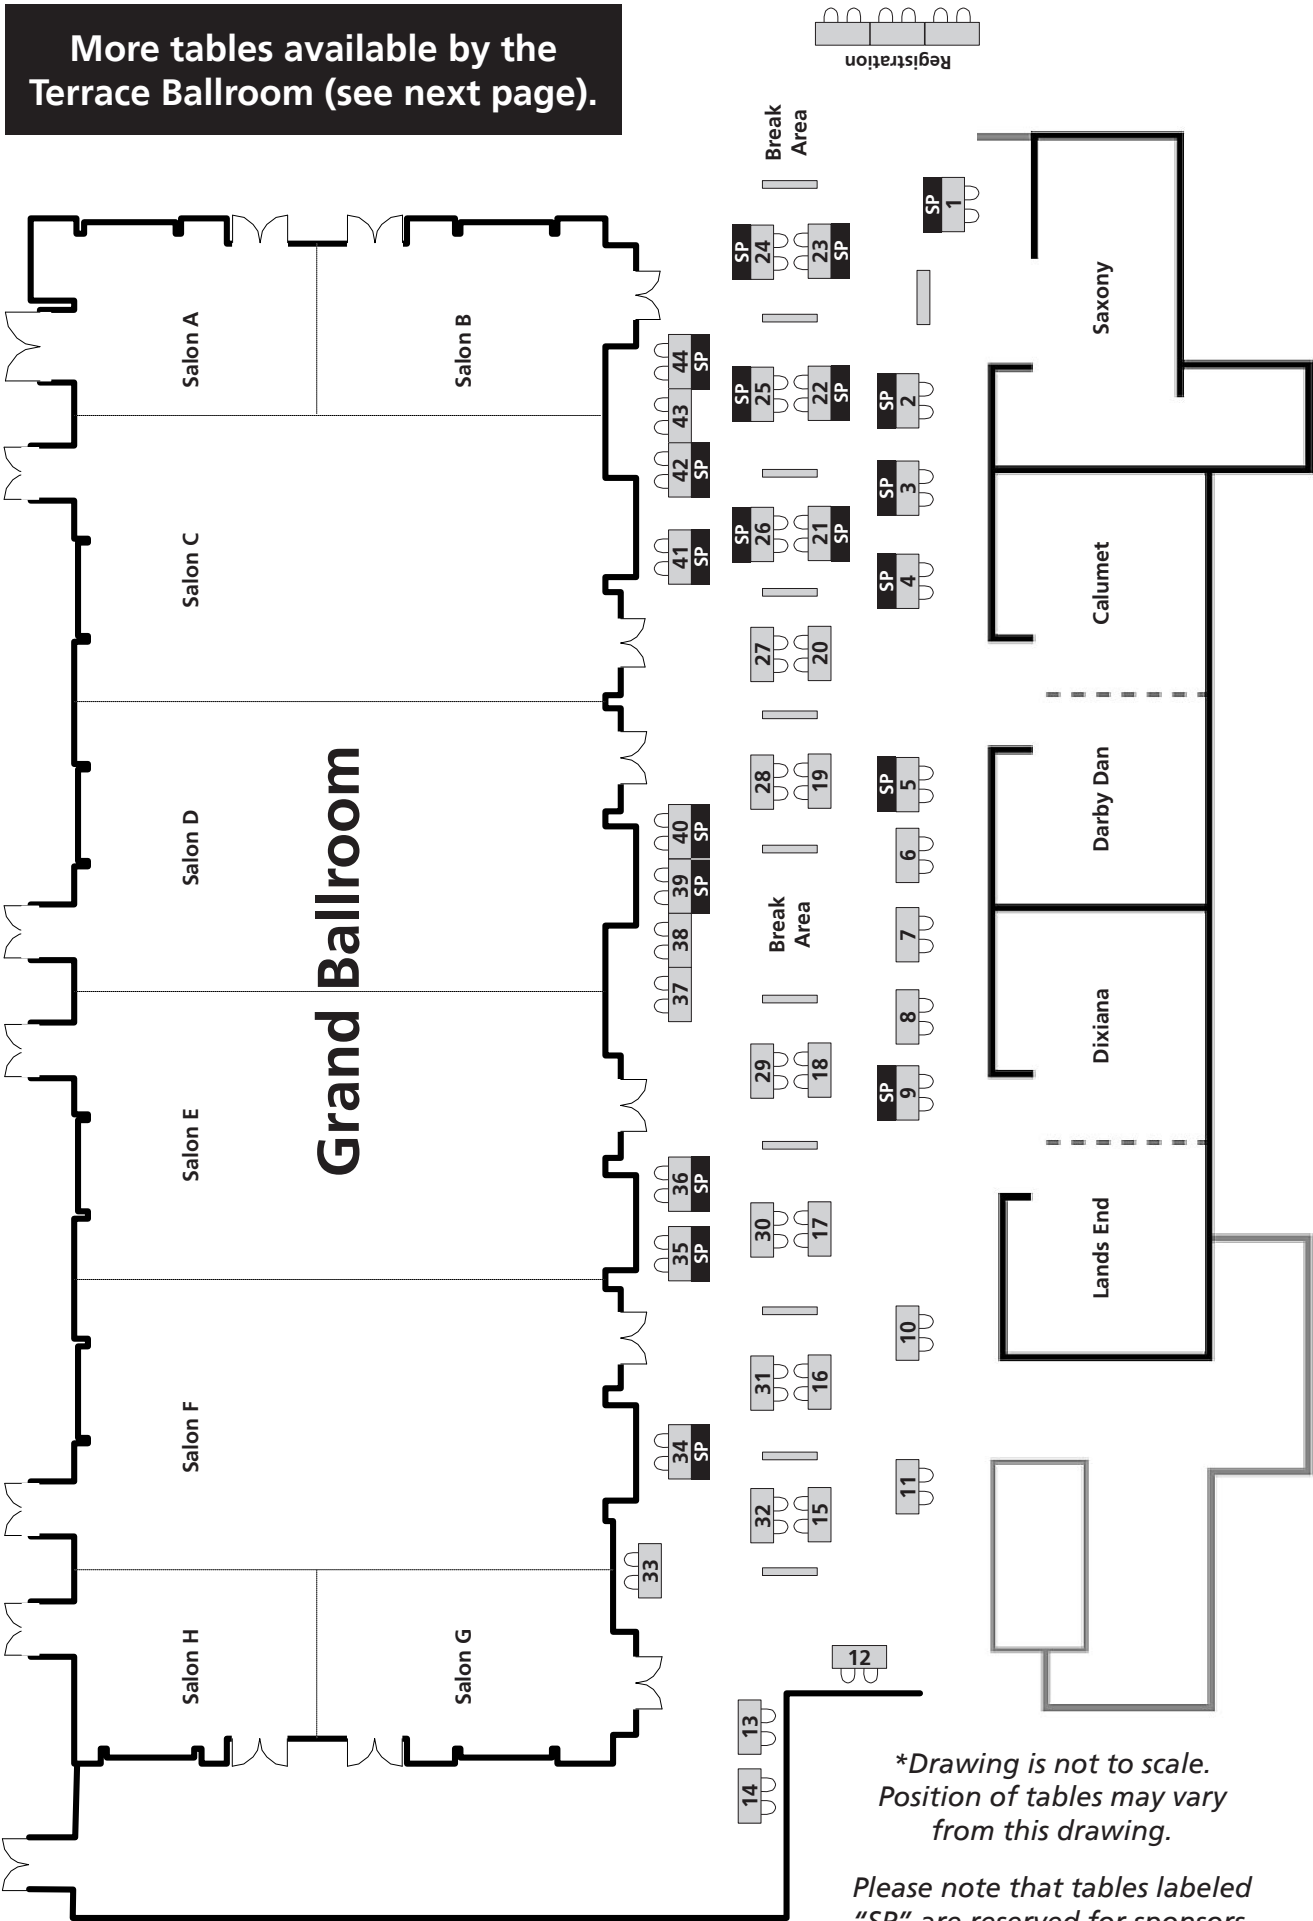 More tables available by the
Terrace Ballroom (see next page).
Registration
Break
Area
SP
1
SP
24
23
SP
Saxony
Salon A
Salon B
44
SP
43
42
SP
SP
25
22
SP
SP
2
SP
3
Salon C
41
SP
SP
26
21
SP
SP
4
Calumet
27
20
Grand Ballroom
Salon D
40
SP
39
SP
38
37
28
19
SP
5
6
Darby Dan
Break
Area
7
8
Dixiana
29
18
SP
9
Salon E
36
SP
35
SP
30
17
Lands End
10
Salon F
31
16
34
SP
32
15
11
33
Salon H
Salon G
12
13
14
*Drawing is not to scale.
Position of tables may vary
from this drawing.
Please note that tables labeled
“SP” are reserved for sponsors.